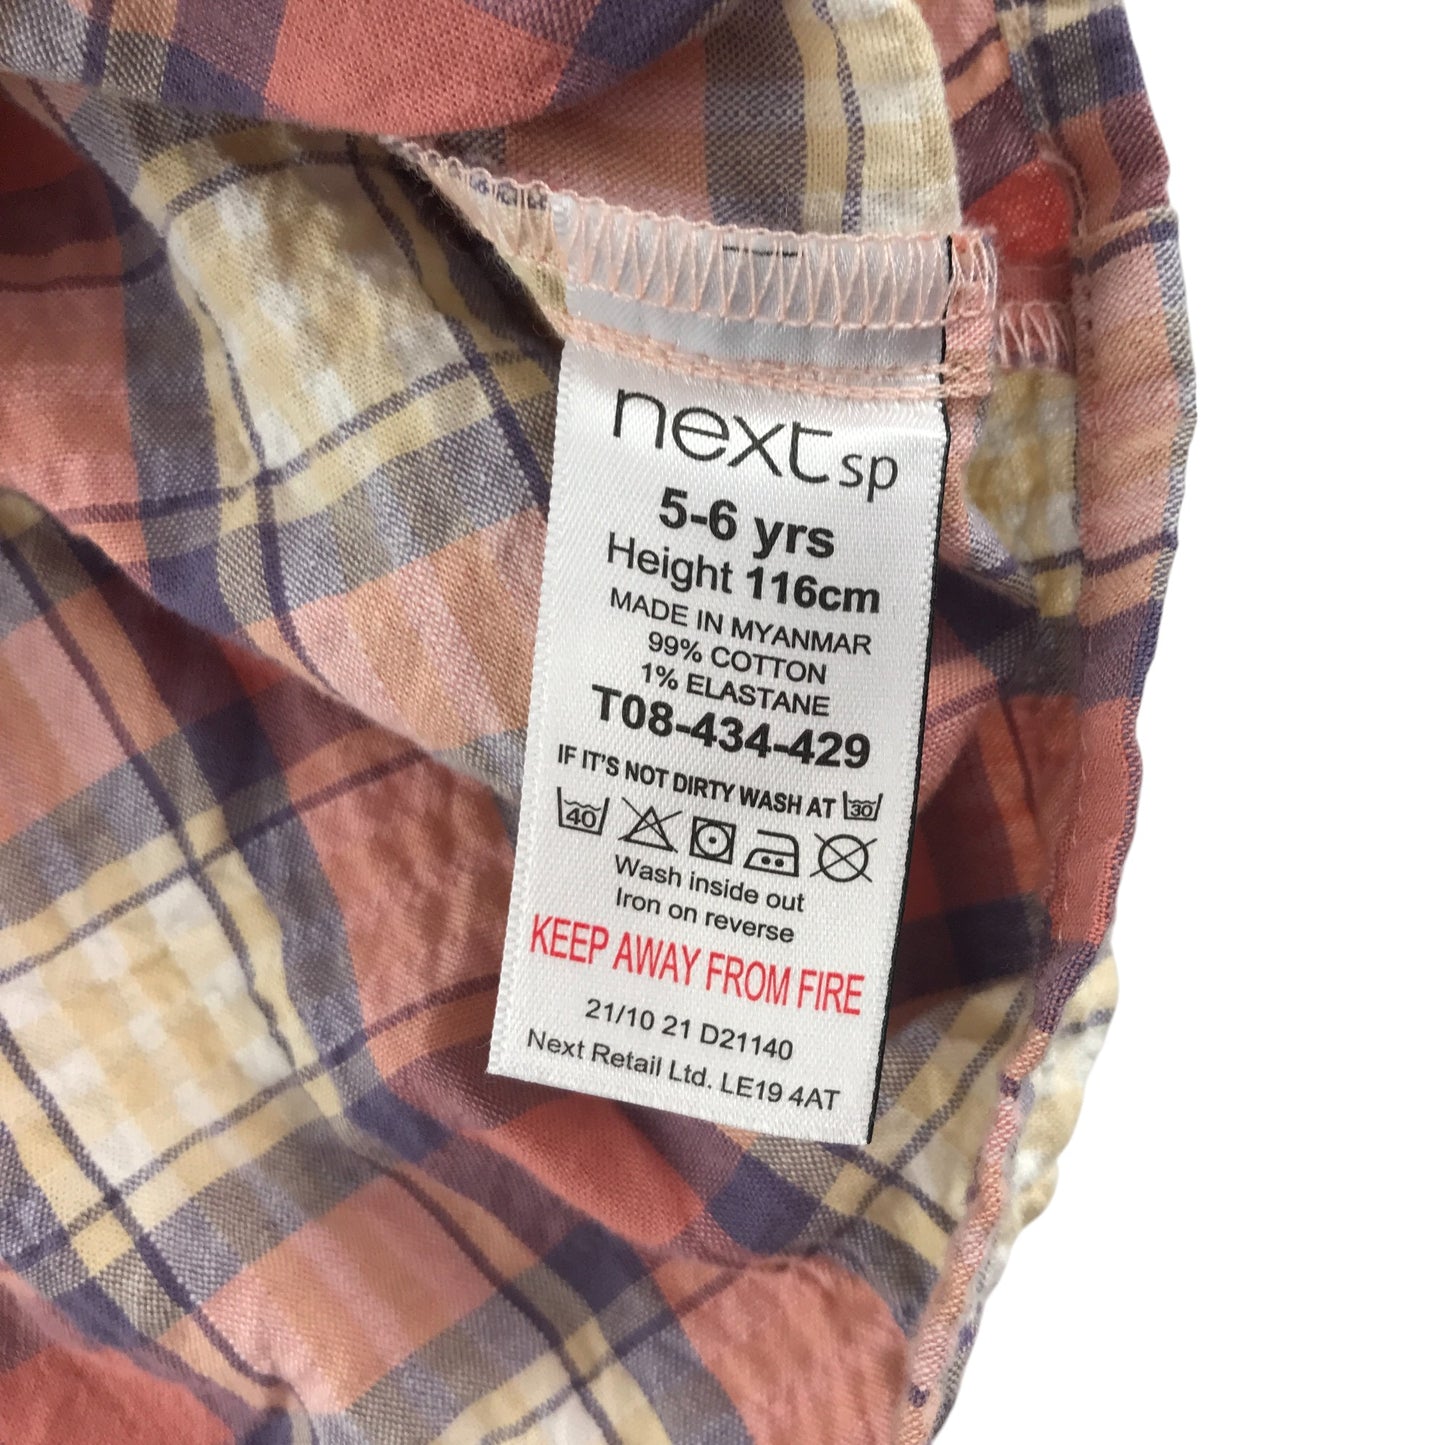 next sp
5-6 yrs
Height 116cm
MADE IN MYANMAR
99% COTTON
1% ELASTANE
T08-434-429
IF IT'S NOT DIRTY WASH AT 30
40
Wash inside out
Iron on reverse
KEEP AWAY FROM FIRE
21/10 21 D21140
Next Retail Ltd. LE19 4AT